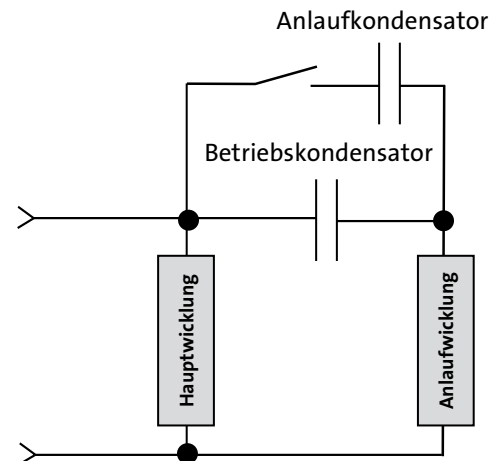 Anlaufkondensator
Betriebskondensator
Hauptwicklung
Anlaufwicklung